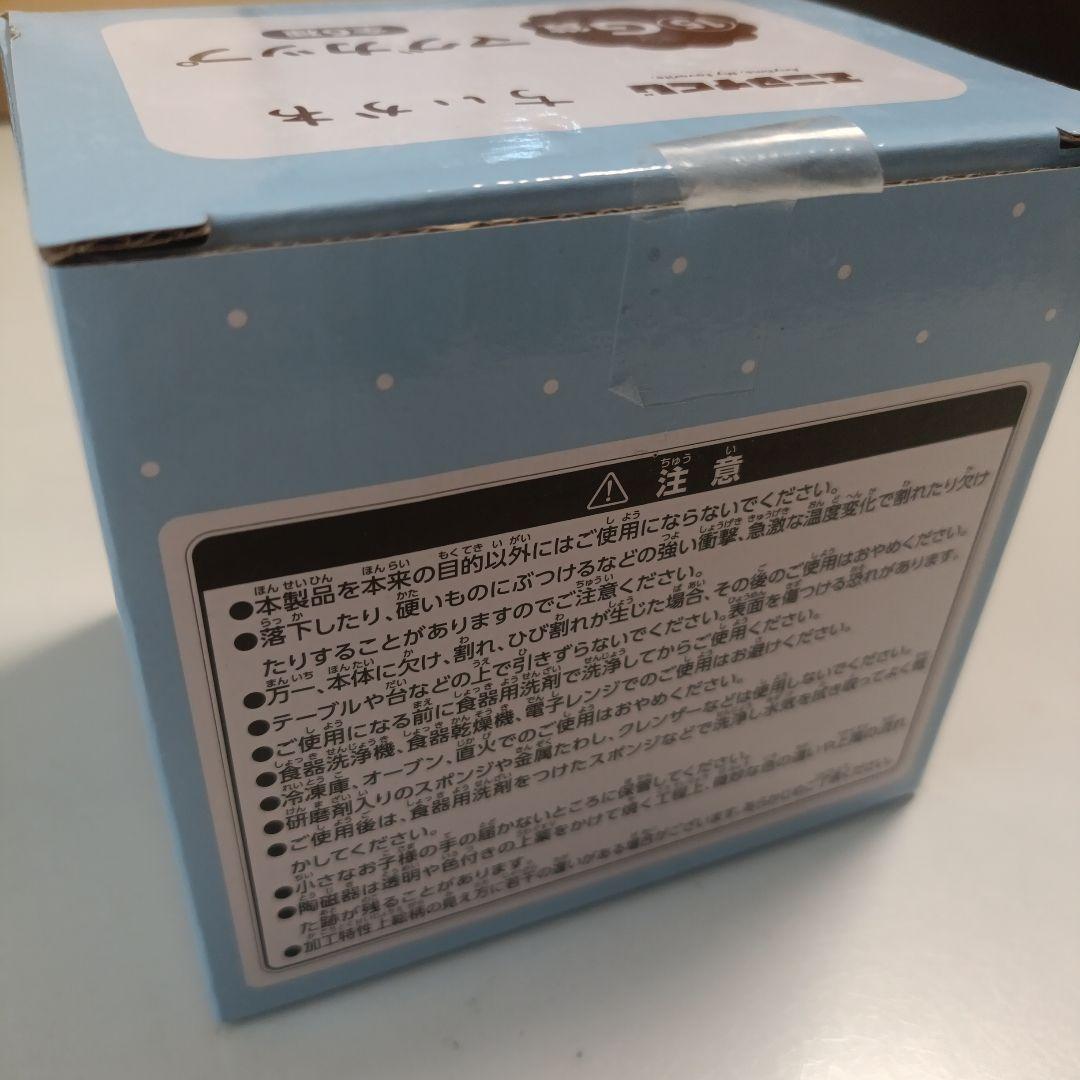 エニマイくじ
Anytime, My Favorite.
ちいかわ
G賞
マグカップ
全6種
注意
●本製品を本来の目的以外にはご使用にならないでください。
●落下したり、硬いものにぶつけるなどの強い衝撃、急激な温度変化で割れたり欠け
たりすることがありますのでご注意ください。
●万一、本体に欠け、割れ、ひび割れが生じた場合、その後のご使用はおやめください。
●テーブルや台などの上で引きずらないでください。表面を傷つける恐れがあります。
●ご使用になる前に食器用洗剤で洗浄してからご使用ください。
●食器洗浄機、食器乾燥機、電子レンジでのご使用はお避けください。
●冷凍庫、オーブン、直火でのご使用はおやめください。
●研磨剤入りのスポンジや金属たわし、クレンザーなどは使用しないでください。
●ご使用後は、食器用洗剤をつけたスポンジなどで洗浄し水気を拭き取ってよく乾
かしてください。
●小さなお子様の手の届かないところに保管してください。
●陶磁器は透明や色付きの上薬をかけて焼く工程上、
た跡が残ることがあります。
●加工特性上絵柄の見え方に若干の違いがある場合がございます。